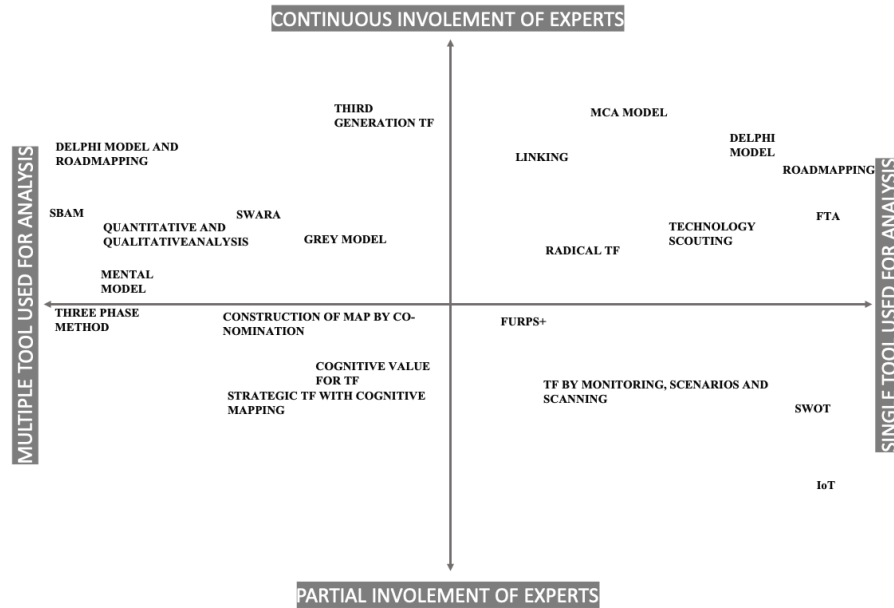 CONTINUOUS INVOLEMENT OF EXPERTS
THIRD
GENERATION TF
MCA MODEL
DELPHI MODEL AND
ROADMAPPING
LINKING
DELPHI
MODEL
ROADMAPPING
SBAM
SWARA
QUANTITATIVE AND
QUALITATIVEANALYSIS
GREY MODEL
TECHNOLOGY
SCOUTING
FTA
RADICAL TF
MENTAL
MODEL
MULTIPLE TOOL USED FOR ANALYSIS
SINGLE TOOL USED FOR ANALYSIS
THREE PHASE
METHOD
CONSTRUCTION OF MAP BY CO-
NOMINATION
FURPS+
COGNITIVE VALUE
FOR TF
STRATEGIC TF WITH COGNITIVE
MAPPING
TF BY MONITORING, SCENARIOS AND
SCANNING
SWOT
IoT
PARTIAL INVOLEMENT OF EXPERTS